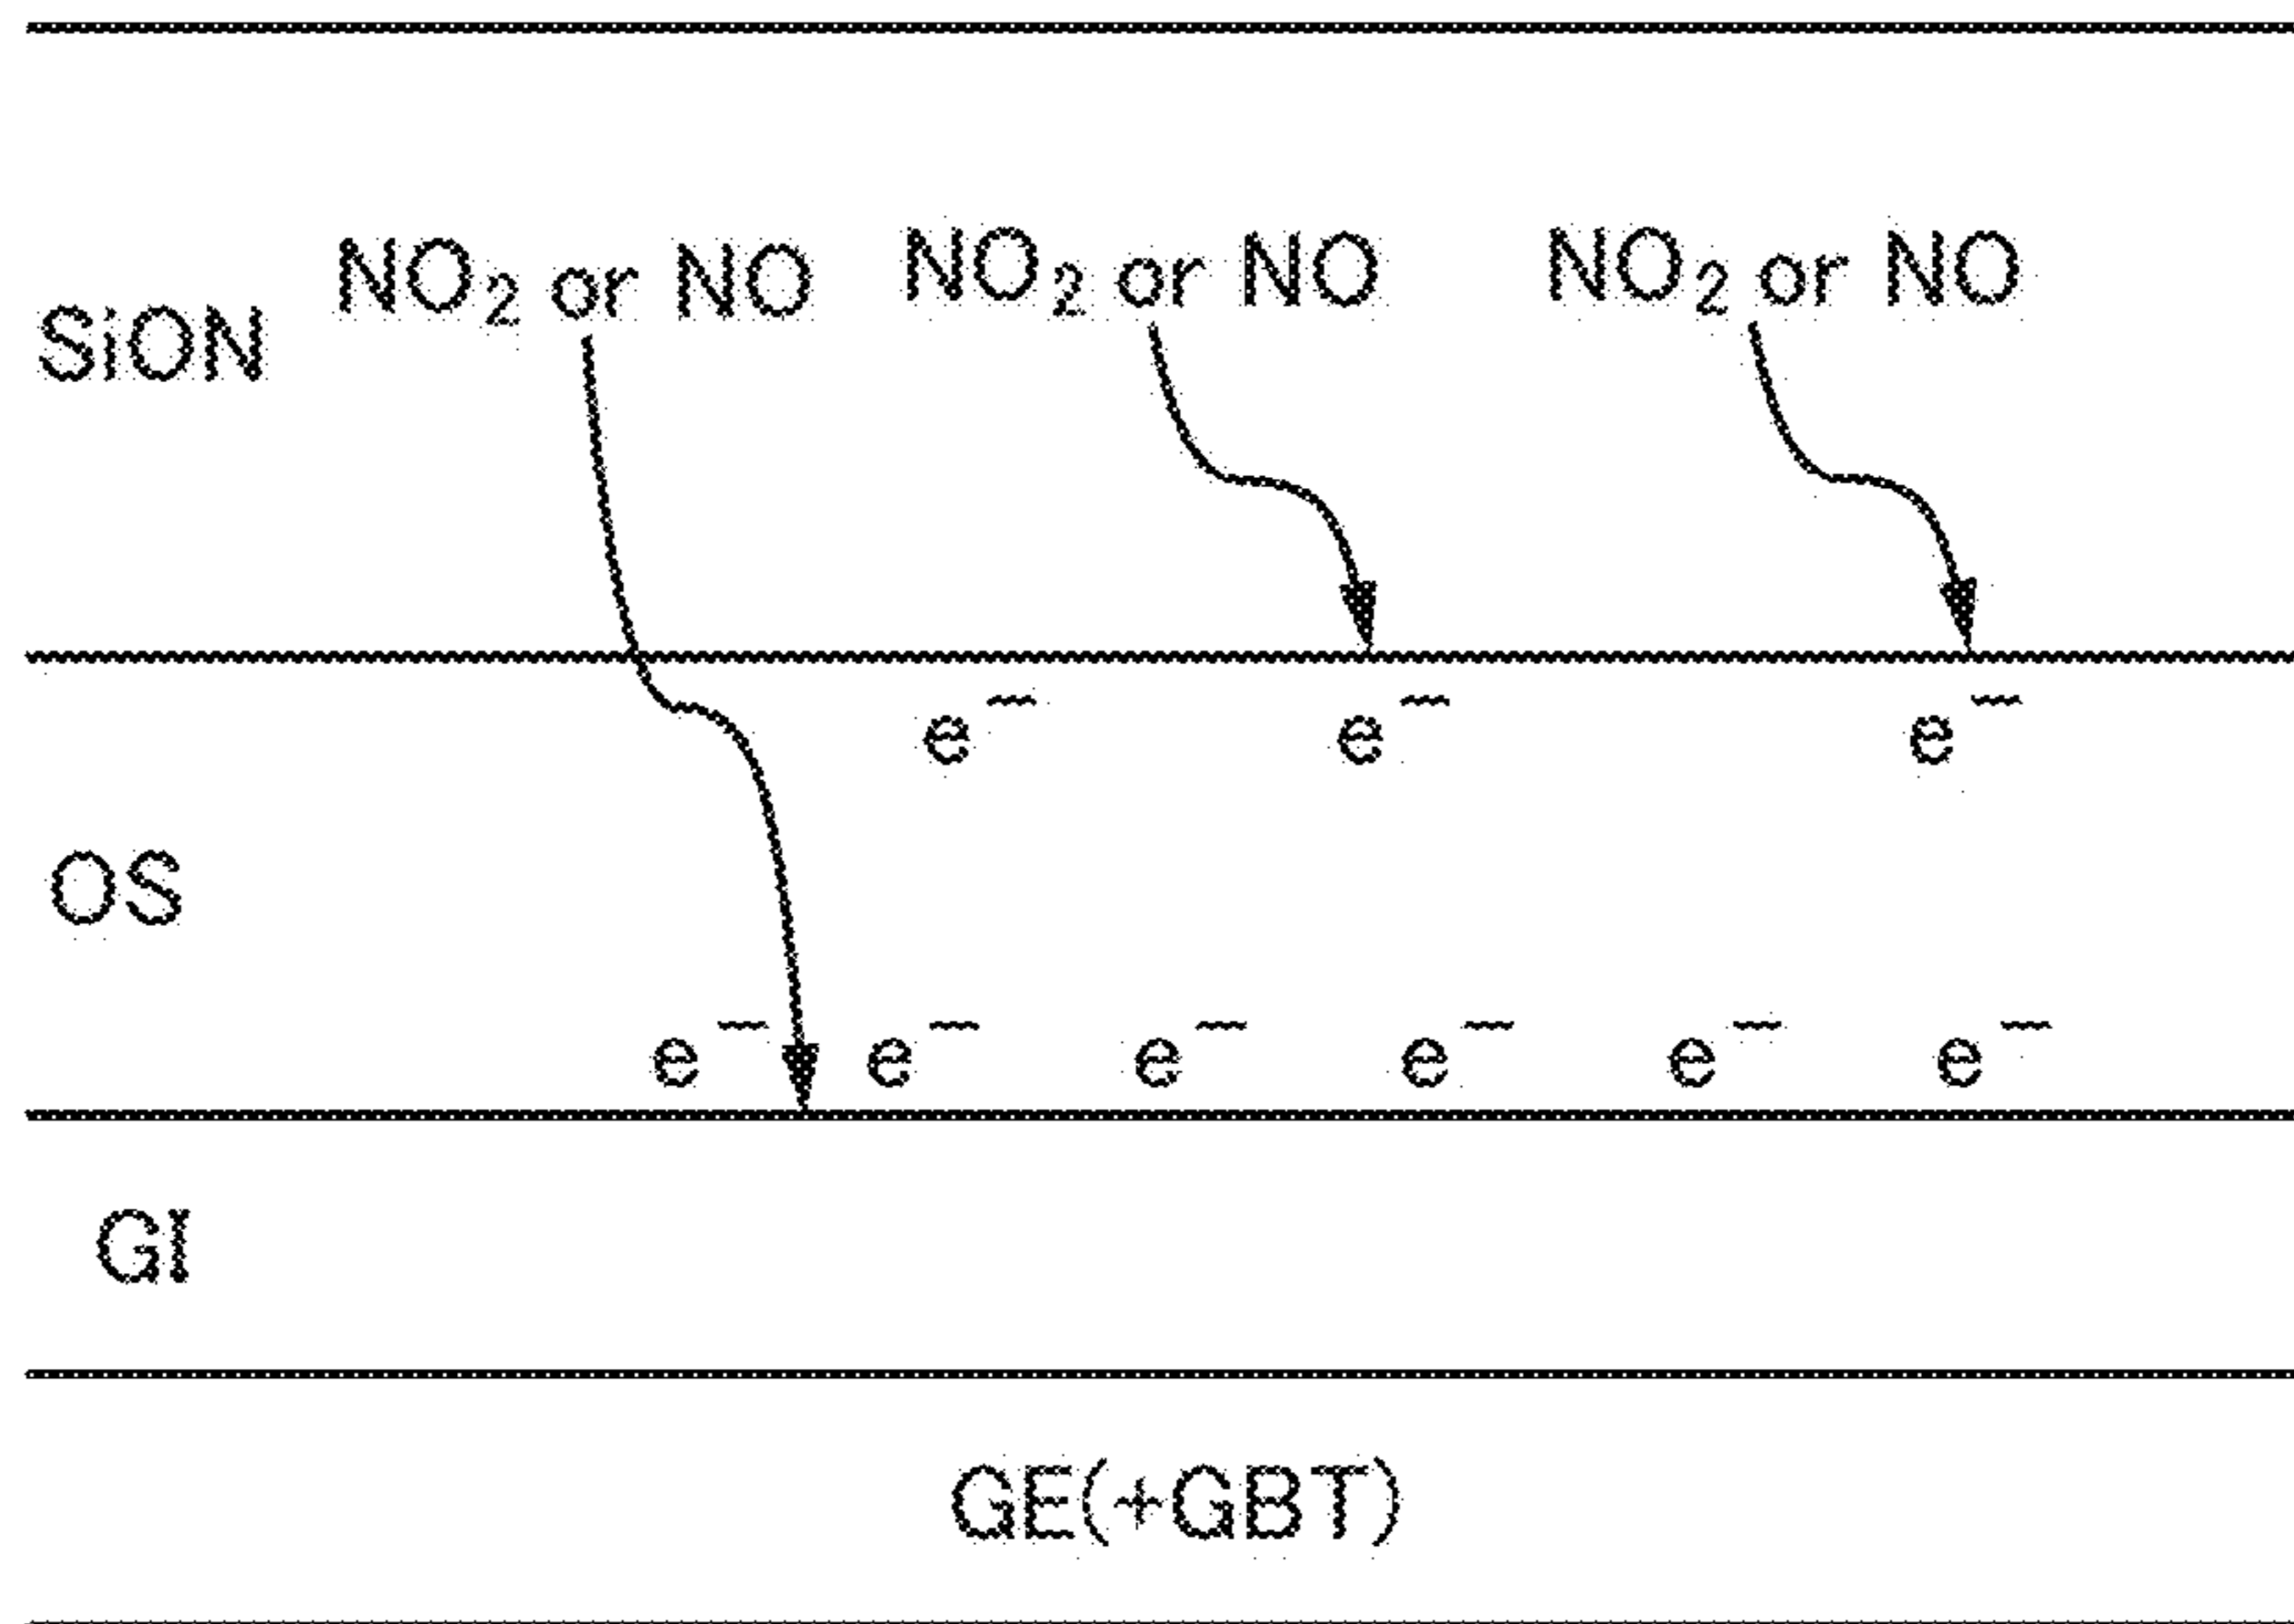 NO₂ or NO NO₂ or NO NO₂ or NO
SiON
e⁻ e⁻ e⁻
OS
e⁻ e⁻ e⁻ e⁻ e⁻ e⁻
GI
GE(+GBT)